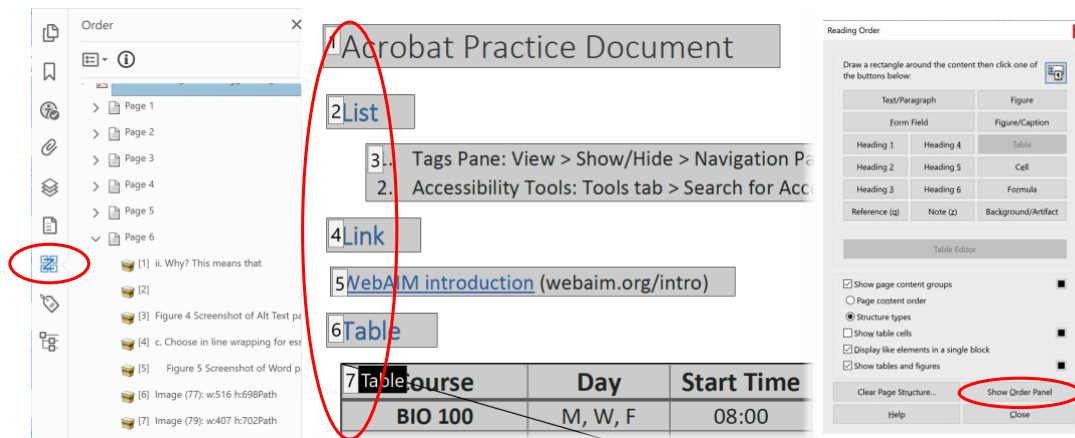 Order
Page 1
Page 2
Page 3
Page 4
Page 5
Page 6
[1] ii. Why? This means that
[2]
[3] Figure 4 Screenshot of Alt Text pa
[4] c. Choose in line wrapping for ess
[5] Figure 5 Screenshot of Word p
[6] Image (77): w:516 h:698Path
[7] Image (79): w:407 h:702Path
1 Acrobat Practice Document
2 List
3 . Tags Pane: View > Show/Hide > Navigation Pa
2. Accessibility Tools: Tools tab > Search for Acce
4 Link
5 WebAIM introduction (webaim.org/intro)
6 Table
7 Table Course Day Start Time
BIO 100 M, W, F 08:00
Reading Order
Draw a rectangle around the content then click one of
the buttons below:
Text/Paragraph Figure
Form Field Figure/Caption
Heading 1 Heading 4 Table
Heading 2 Heading 5 Cell
Heading 3 Heading 6 Formula
Reference (q) Note (z) Background/Artifact
Table Editor
Show page content groups
Page content order
Structure types
Show table cells
Display like elements in a single block
Show tables and figures
Clear Page Structure... Show Order Panel
Help Close